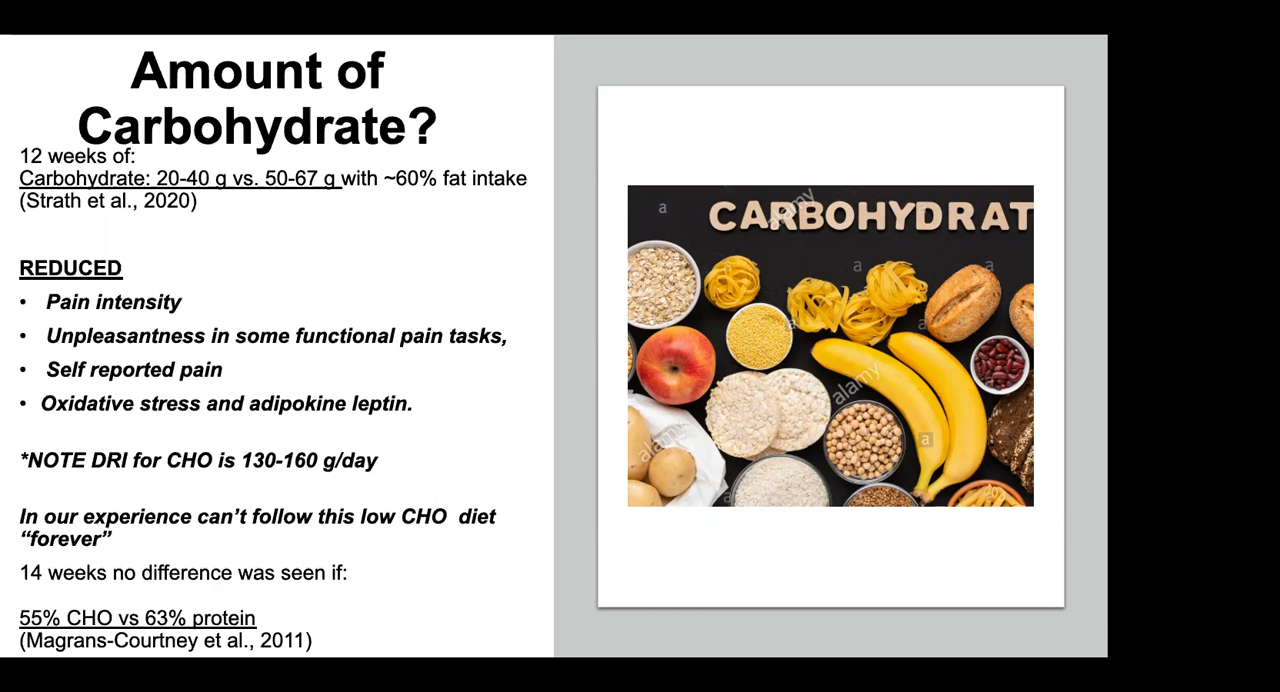 Amount of
Carbohydrate?
12 weeks of:
Carbohydrate: 20-40 g vs. 50-67 g with ~60% fat intake
(Strath et al., 2020)
REDUCED
• Pain intensity
• Unpleasantness in some functional pain tasks,
• Self reported pain
• Oxidative stress and adipokine leptin.
*NOTE DRI for CHO is 130-160 g/day
In our experience can’t follow this low CHO diet
“forever”
14 weeks no difference was seen if:
55% CHO vs 63% protein
(Magrans-Courtney et al., 2011)
CARBOHYDRAT
a
alamy
a
a
a
alamy
a
alamy
a